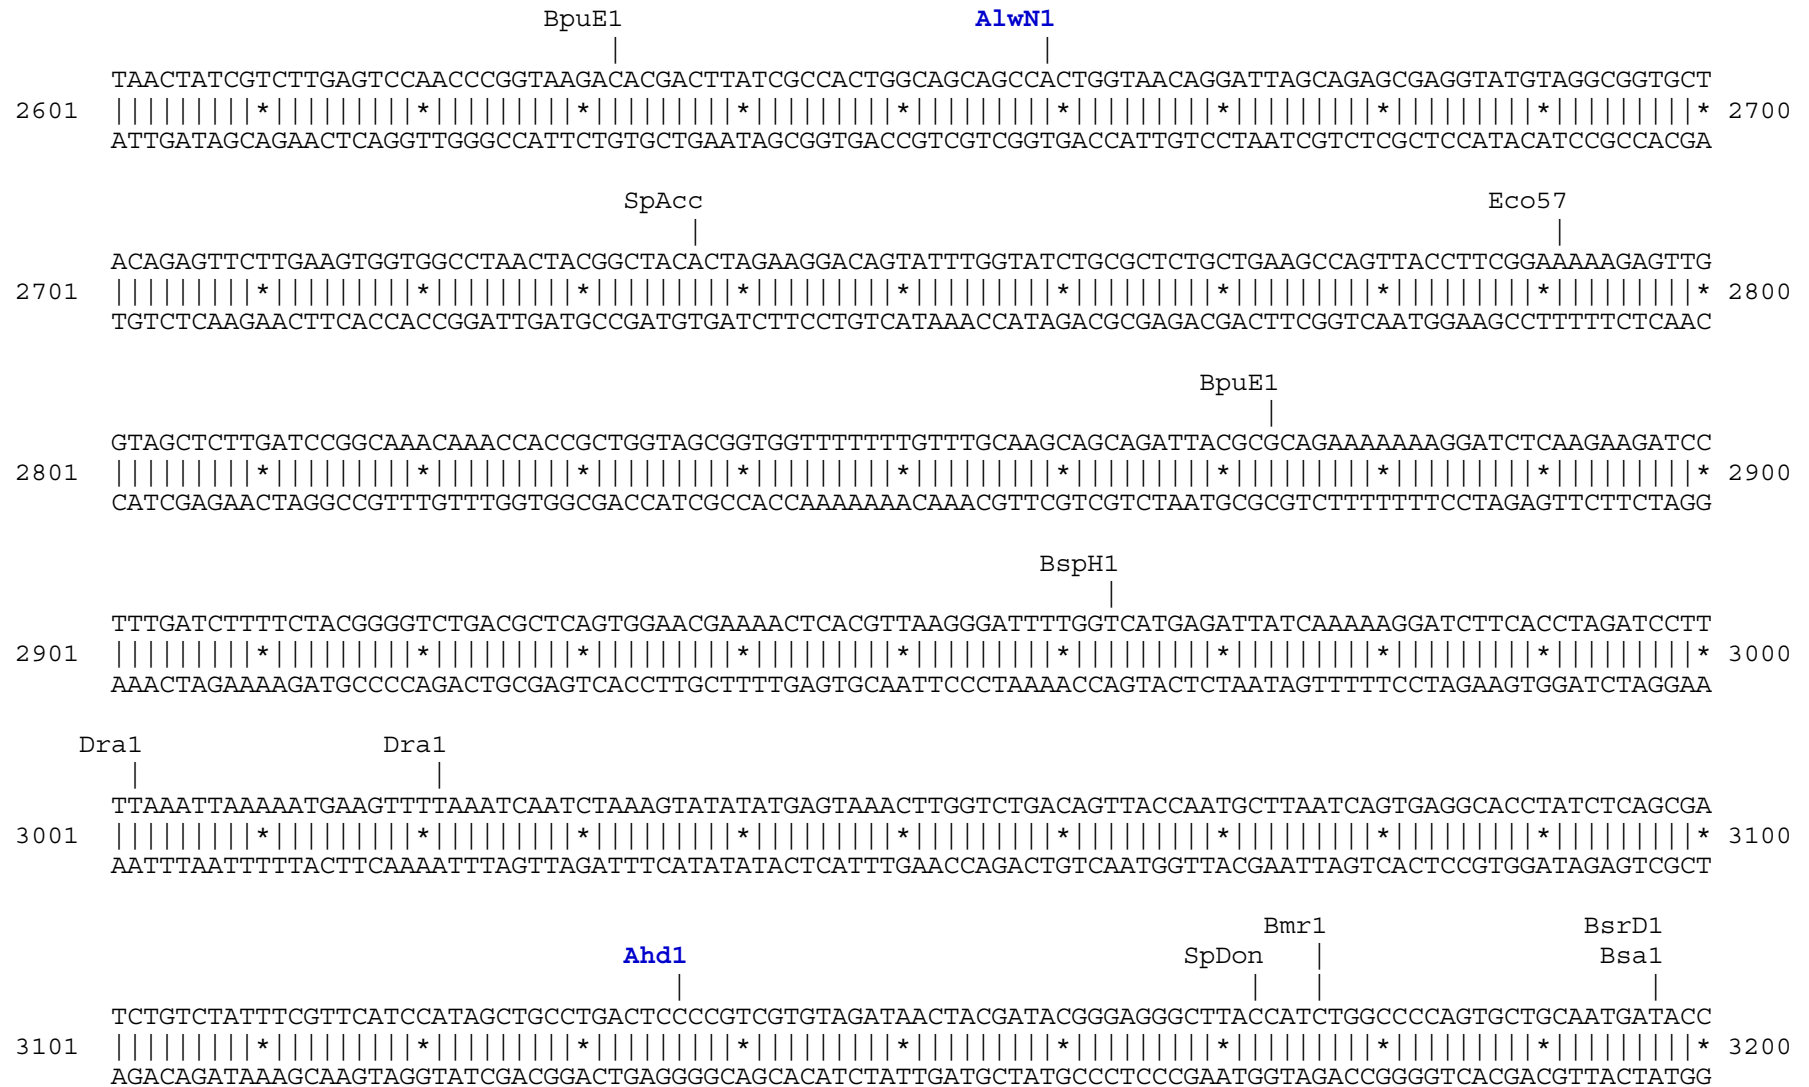 BpuE1 AlwN1
| |
TAACTATCGTCTTGAGTCCAACCCGGTAAGACACGACTTATCGCCACTGGCAGCAGCCACTGGTAACAGGATTAGCAGAGCGAGGTATGTAGGCGGTGCT
2601 |||||||||*|||||||||*|||||||||*|||||||||*|||||||||*|||||||||*|||||||||*|||||||||*|||||||||*|||||||||* 2700
ATTGATAGCAGAACTCAGGTTGGGCCATTCTGTGCTGAATAGCGGTGACCGTCGTCGGTGACCATTGTCCTAATCGTCTCGCTCCATACATCCGCCACGA
SpAcc Eco57
| |
ACAGAGTTCTTGAAGTGGTGGCCTAACTACGGCTACACTAGAAGGACAGTATTTGGTATCTGCGCTCTGCTGAAGCCAGTTACCTTCGGAAAAAGAGTTG
2701 |||||||||*|||||||||*|||||||||*|||||||||*|||||||||*|||||||||*|||||||||*|||||||||*|||||||||*|||||||||* 2800
TGTCTCAAGAACTTCACCACCGGATTGATGCCGATGTGATCTTCCTGTCATAAACCATAGACGCGAGACGACTTCGGTCAATGGAAGCCTTTTTCTCAAC
BpuE1
|
GTAGCTCTTGATCCGGCAAACAAACCACCGCTGGTAGCGGTGGTTTTTTTGTTTGCAAGCAGCAGATTACGCGCAGAAAAAAAGGATCTCAAGAAGATCC
2801 |||||||||*|||||||||*|||||||||*|||||||||*|||||||||*|||||||||*|||||||||*|||||||||*|||||||||*|||||||||* 2900
CATCGAGAACTAGGCCGTTTGTTTGGTGGCGACCATCGCCACCAAAAAAACAAACGTTCGTCGTCTAATGCGCGTCTTTTTTTCCTAGAGTTCTTCTAGG
BspH1
|
TTTGATCTTTTCTACGGGGTCTGACGCTCAGTGGAACGAAAACTCACGTTAAGGGATTTTGGTCATGAGATTATCAAAAAGGATCTTCACCTAGATCCTT
2901 |||||||||*|||||||||*|||||||||*|||||||||*|||||||||*|||||||||*|||||||||*|||||||||*|||||||||*|||||||||* 3000
AAACTAGAAAAGATGCCCCAGACTGCGAGTCACCTTGCTTTTGAGTGCAATTCCCTAAAACCAGTACTCTAATAGTTTTTCCTAGAAGTGGATCTAGGAA
Dra1 Dra1
| |
TTAAATTAAAAATGAAGTTTTAAATCAATCTAAAGTATATATGAGTAAACTTGGTCTGACAGTTACCAATGCTTAATCAGTGAGGCACCTATCTCAGCGA
3001 |||||||||*|||||||||*|||||||||*|||||||||*|||||||||*|||||||||*|||||||||*|||||||||*|||||||||*|||||||||* 3100
AATTTAATTTTTACTTCAAAATTTAGTTAGATTTCATATATACTCATTTGAACCAGACTGTCAATGGTTACGAATTAGTCACTCCGTGGATAGAGTCGCT
Bmr1 BsrD1
Ahd1 SpDon | Bsa1
| | | |
TCTGTCTATTTCGTTCATCCATAGCTGCCTGACTCCCCGTCGTGTAGATAACTACGATACGGGAGGGCTTACCATCTGGCCCCAGTGCTGCAATGATACC
3101 |||||||||*|||||||||*|||||||||*|||||||||*|||||||||*|||||||||*|||||||||*|||||||||*|||||||||*|||||||||* 3200
AGACAGATAAAGCAAGTAGGTATCGACGGACTGAGGGGCAGCACATCTATTGATGCTATGCCCTCCCGAATGGTAGACCGGGGTCACGACGTTACTATGG